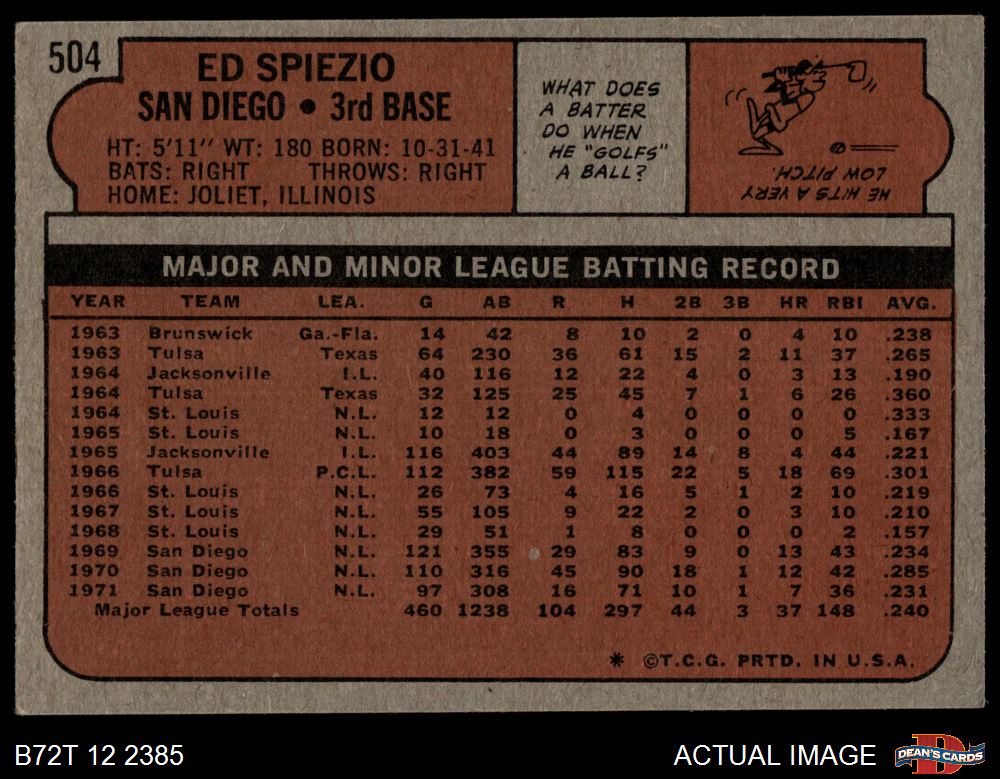 504
ED SPIEZIO
SAN DIEGO • 3rd BASE
HT: 5'11" WT: 180 BORN: 10-31-41
BATS: RIGHT THROWS: RIGHT
HOME: JOLIET, ILLINOIS
WHAT DOES
A BATTER
DO WHEN
HE "GOLFS"
A BALL?
HE HITS A VERY
LOW PITCH.
MAJOR AND MINOR LEAGUE BATTING RECORD
YEAR TEAM LEA. G AB R H 2B 3B HR RBI AVG.
1963 Brunswick Ga.-Fla. 14 42 8 10 2 0 4 10 .238
1963 Tulsa Texas 64 230 36 61 15 2 11 37 .265
1964 Jacksonville I.L. 40 116 12 22 4 0 3 13 .190
1964 Tulsa Texas 32 125 25 45 7 1 6 26 .360
1964 St. Louis N.L. 12 12 0 4 0 0 0 0 .333
1965 St. Louis N.L. 10 18 0 3 0 0 0 5 .167
1965 Jacksonville I.L. 116 403 44 89 14 8 4 44 .221
1966 Tulsa P.C.L. 112 382 59 115 22 5 18 69 .301
1966 St. Louis N.L. 26 73 4 16 5 1 2 10 .219
1967 St. Louis N.L. 55 105 9 22 2 0 3 10 .210
1968 St. Louis N.L. 29 51 1 8 0 0 0 2 .157
1969 San Diego N.L. 121 355 29 83 9 0 13 43 .234
1970 San Diego N.L. 110 316 45 90 18 1 12 42 .285
1971 San Diego N.L. 97 308 16 71 10 1 7 36 .231
Major League Totals 460 1238 104 297 44 3 37 148 .240
* ©T.C.G. PRTD. IN U.S.A.
B72T 12 2385
ACTUAL IMAGE
D
DEAN'S CARDS